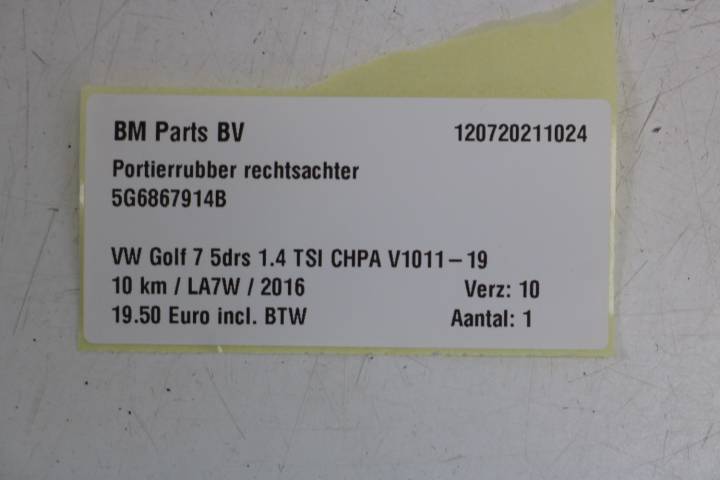 BM Parts BV 120720211024
Portierrubber rechtsachter
5G6867914B
VW Golf 7 5drs 1.4 TSI CHPA V1011-19
10 km / LA7W / 2016 Verz: 10
19.50 Euro incl. BTW Aantal: 1